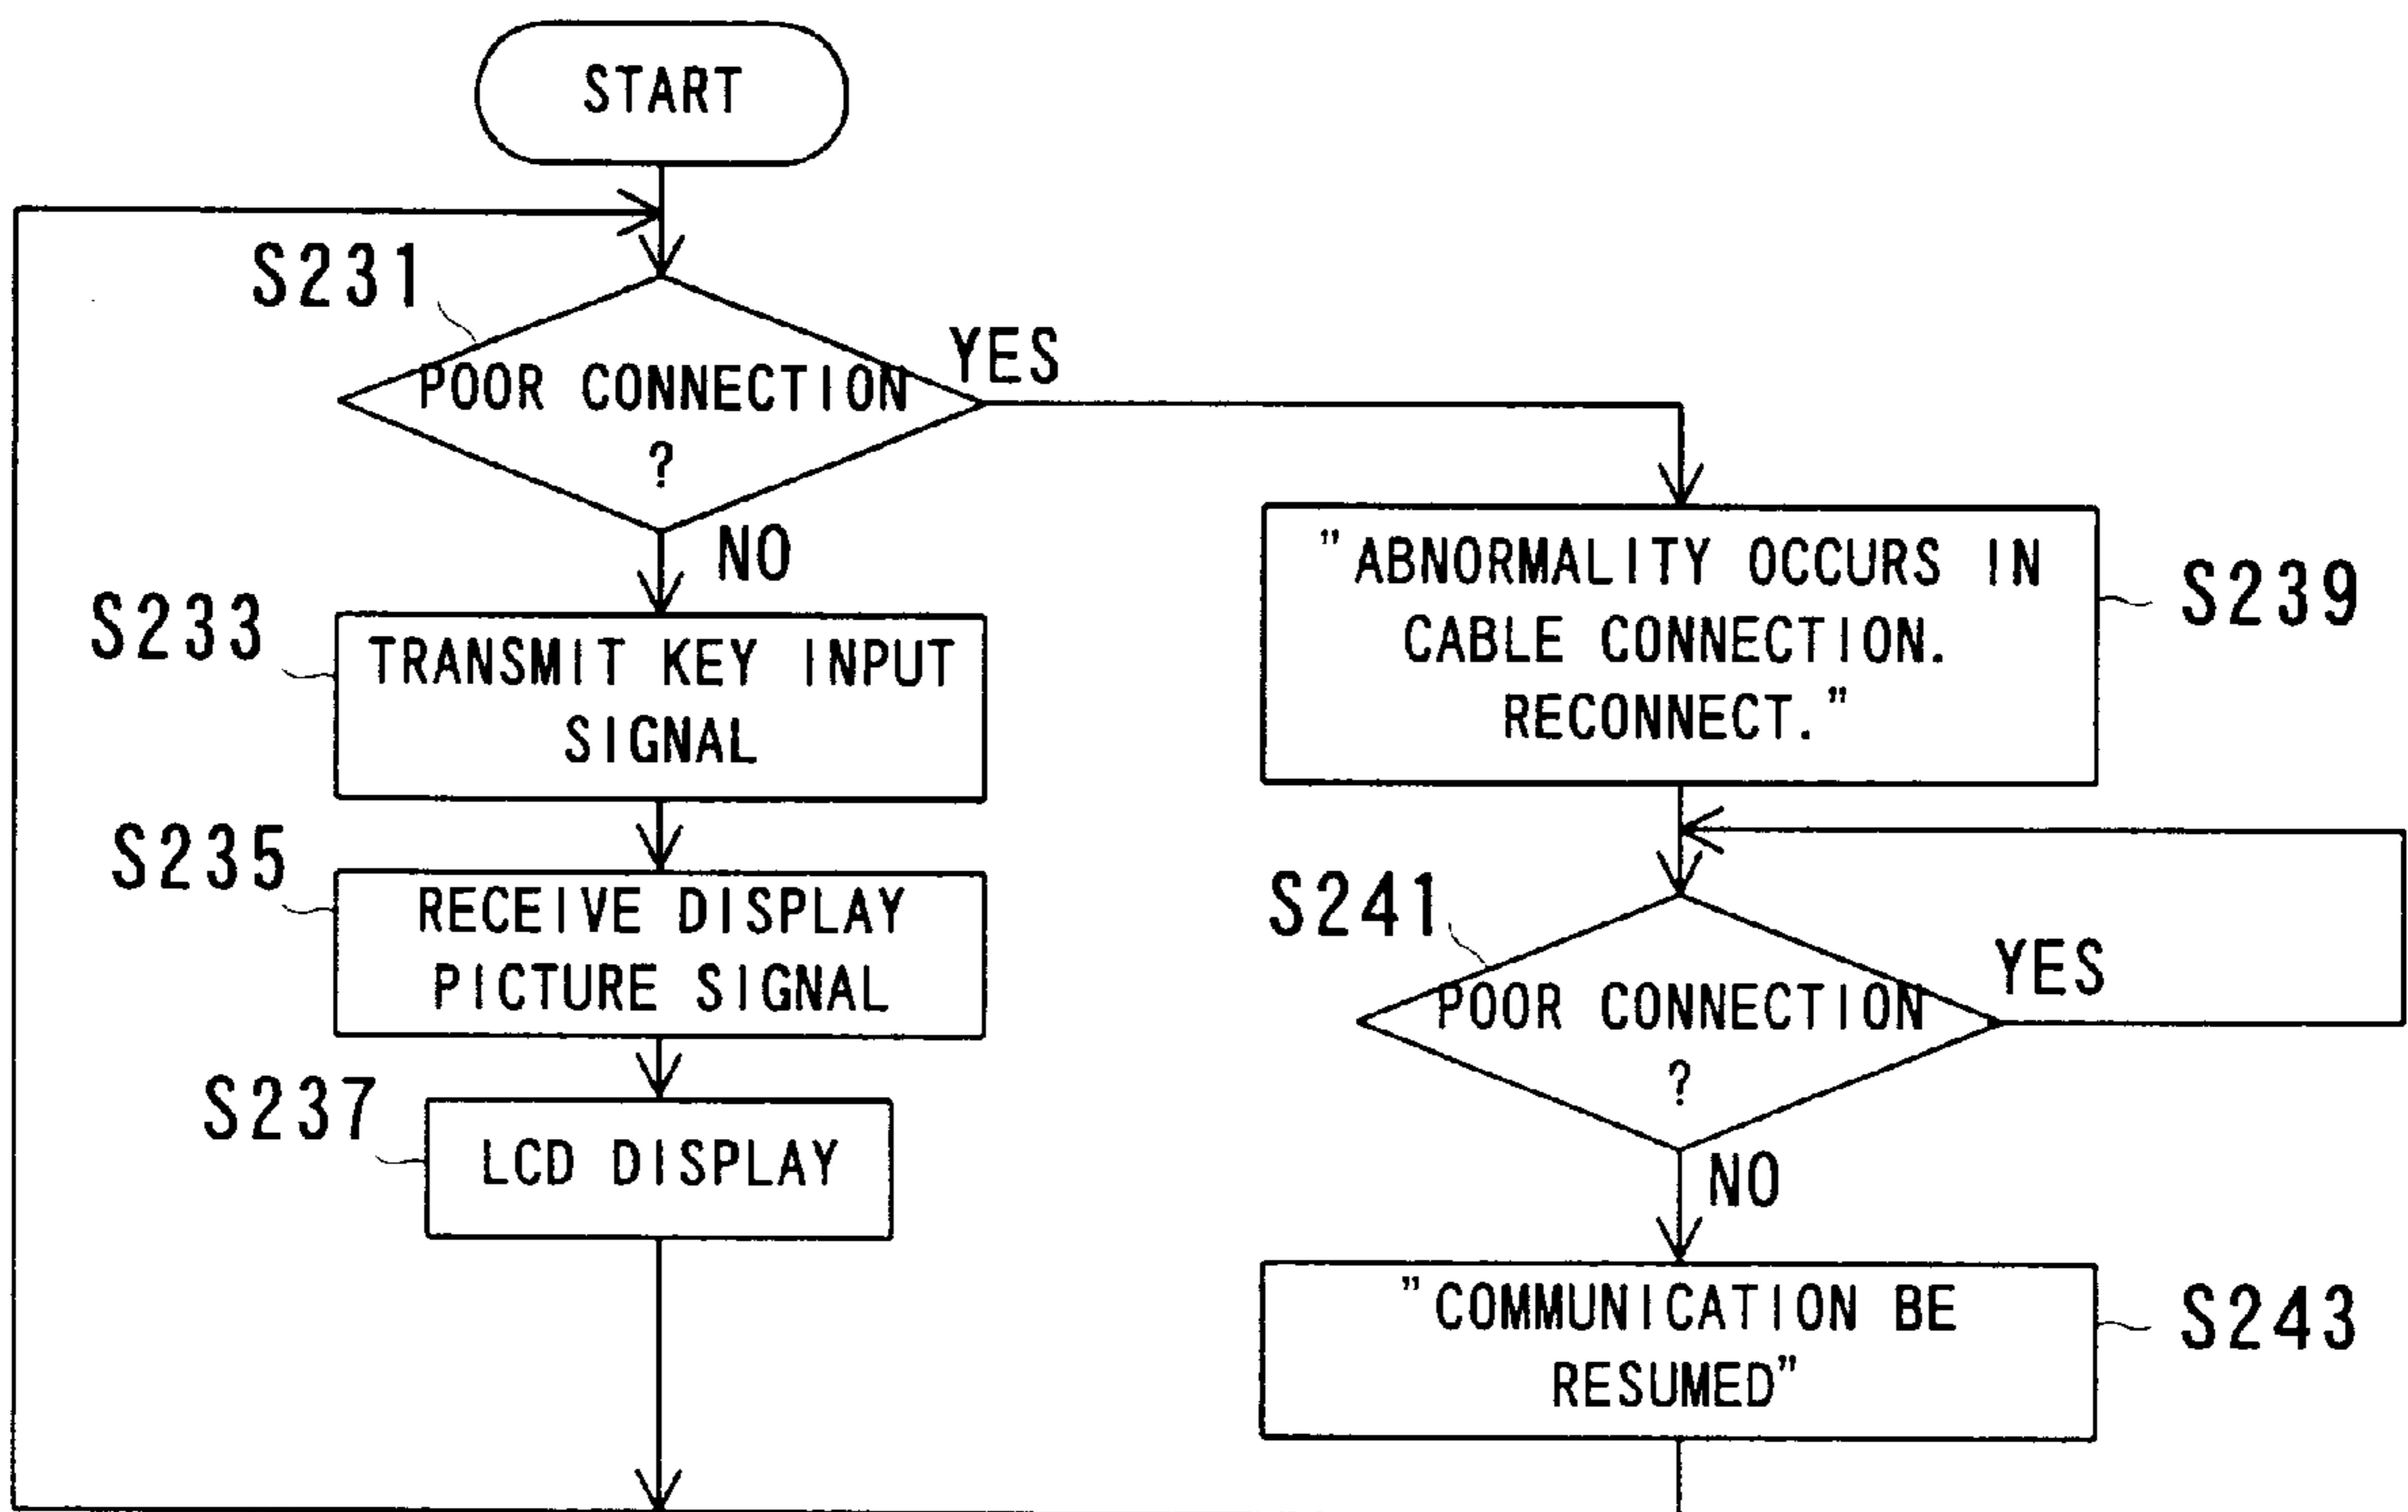 START
S231
POOR CONNECTION
?
YES
NO
S233
TRANSMIT KEY INPUT
SIGNAL
S235
RECEIVE DISPLAY
PICTURE SIGNAL
S237
LCD DISPLAY
"ABNORMALITY OCCURS IN
CABLE CONNECTION.
RECONNECT."
S239
S241
POOR CONNECTION
?
YES
NO
"COMMUNICATION BE
RESUMED"
S243